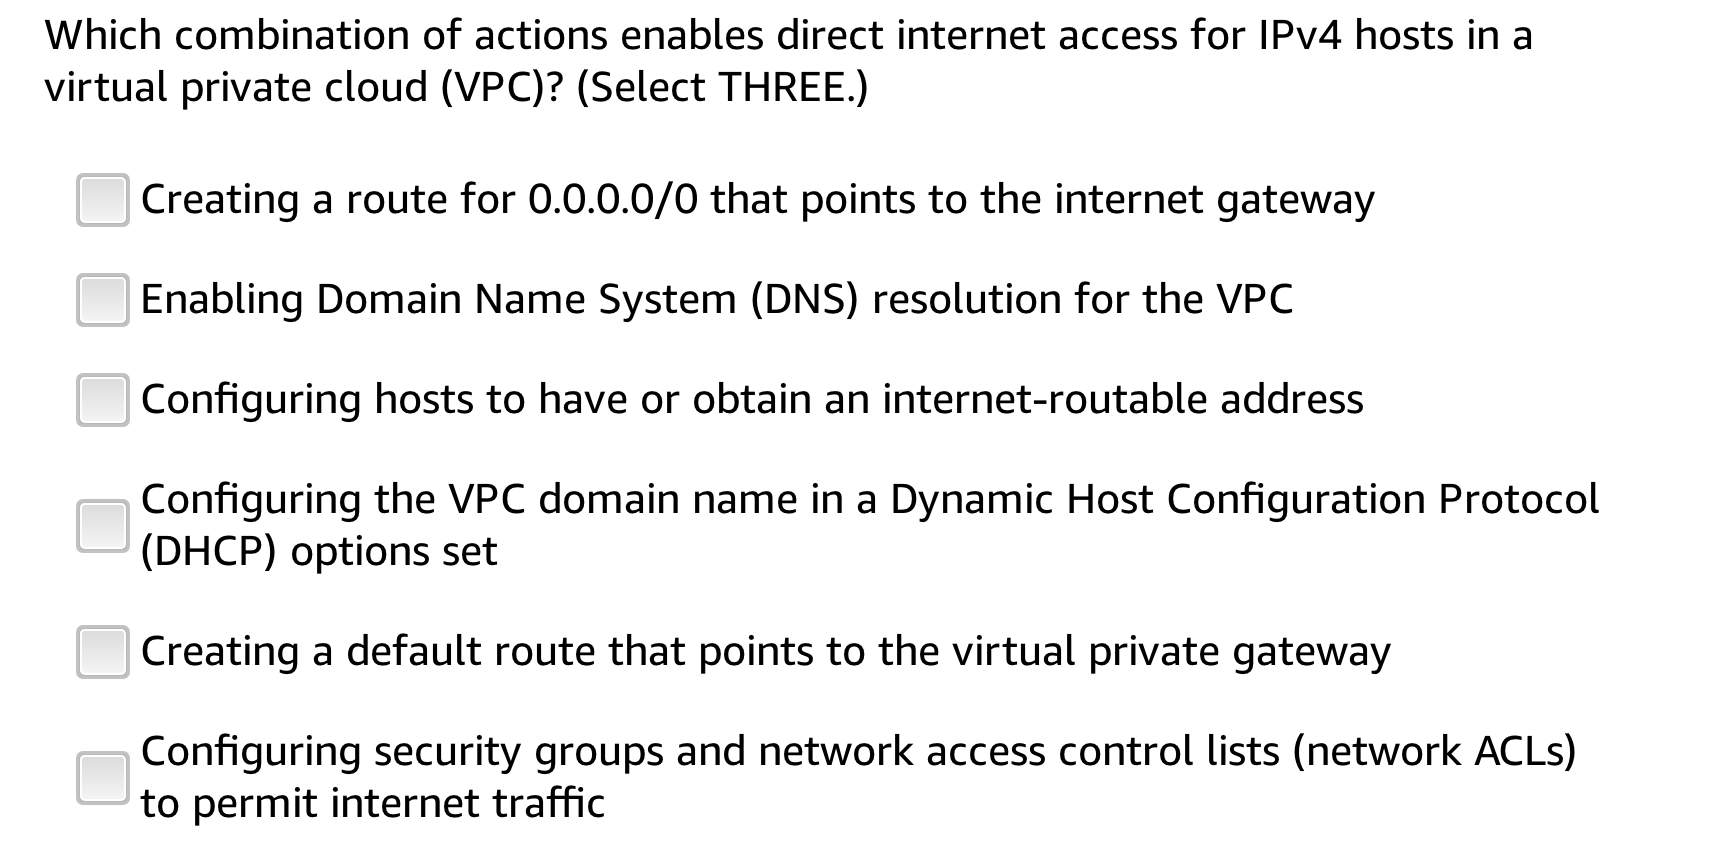 Which combination of actions enables direct internet access for IPv4 hosts in a
virtual private cloud (VPC)? (Select THREE.)
Creating a route for 0.0.0.0/0 that points to the internet gateway
Enabling Domain Name System (DNS) resolution for the VPC
Configuring hosts to have or obtain an internet-routable address
Configuring the VPC domain name in a Dynamic Host Configuration Protocol
(DHCP) options set
Creating a default route that points to the virtual private gateway
Configuring security groups and network access control lists (network ACLs)
to permit internet traffic